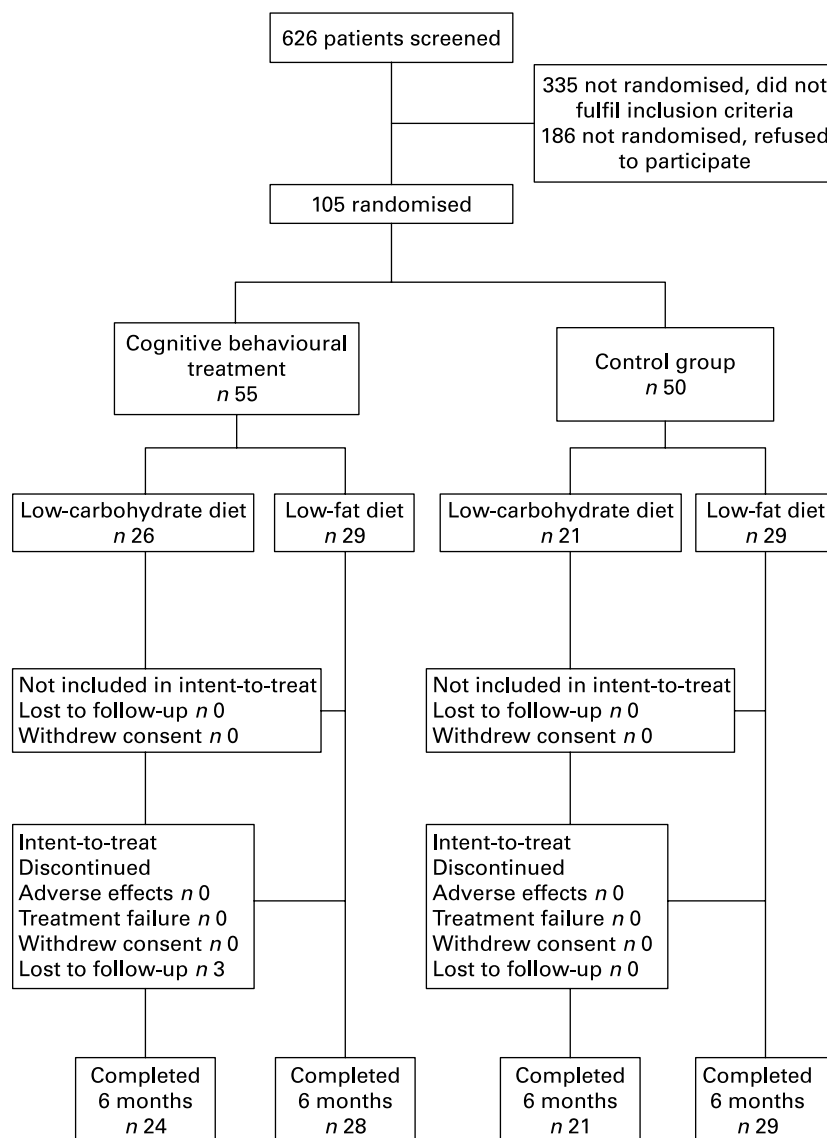 626 patients screened
335 not randomised, did not
fulfil inclusion criteria
186 not randomised, refused
to participate
105 randomised
Cognitive behavioural
treatment
n 55
Control group
n 50
Low-carbohydrate diet
n 26
Low-fat diet
n 29
Low-carbohydrate diet
n 21
Low-fat diet
n 29
Not included in intent-to-treat
Lost to follow-up n 0
Withdrew consent n 0
Not included in intent-to-treat
Lost to follow-up n 0
Withdrew consent n 0
Intent-to-treat
Discontinued
Adverse effects n 0
Treatment failure n 0
Withdrew consent n 0
Lost to follow-up n 3
Intent-to-treat
Discontinued
Adverse effects n 0
Treatment failure n 0
Withdrew consent n 0
Lost to follow-up n 0
Completed
6 months
n 24
Completed
6 months
n 28
Completed
6 months
n 21
Completed
6 months
n 29